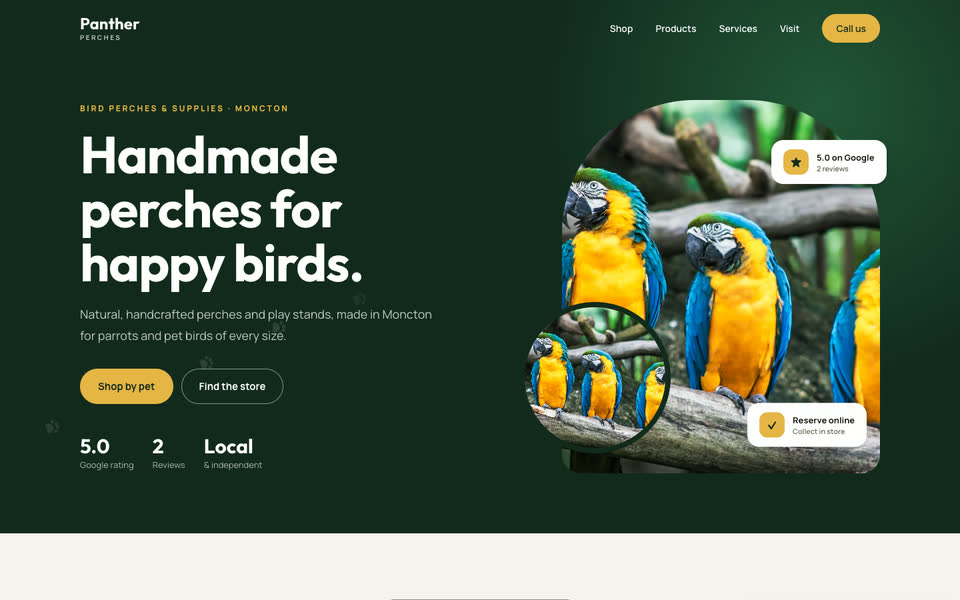 Panther
PERCHES
Shop
Products
Services
Visit
Call us
BIRD PERCHES & SUPPLIES · MONCTON
Handmade
perches for
happy birds.
Natural, handcrafted perches and play stands, made in Moncton
for parrots and pet birds of every size.
Shop by pet
Find the store
5.0
Google rating
2
Reviews
Local
& independent
5.0 on Google
2 reviews
Reserve online
Collect in store